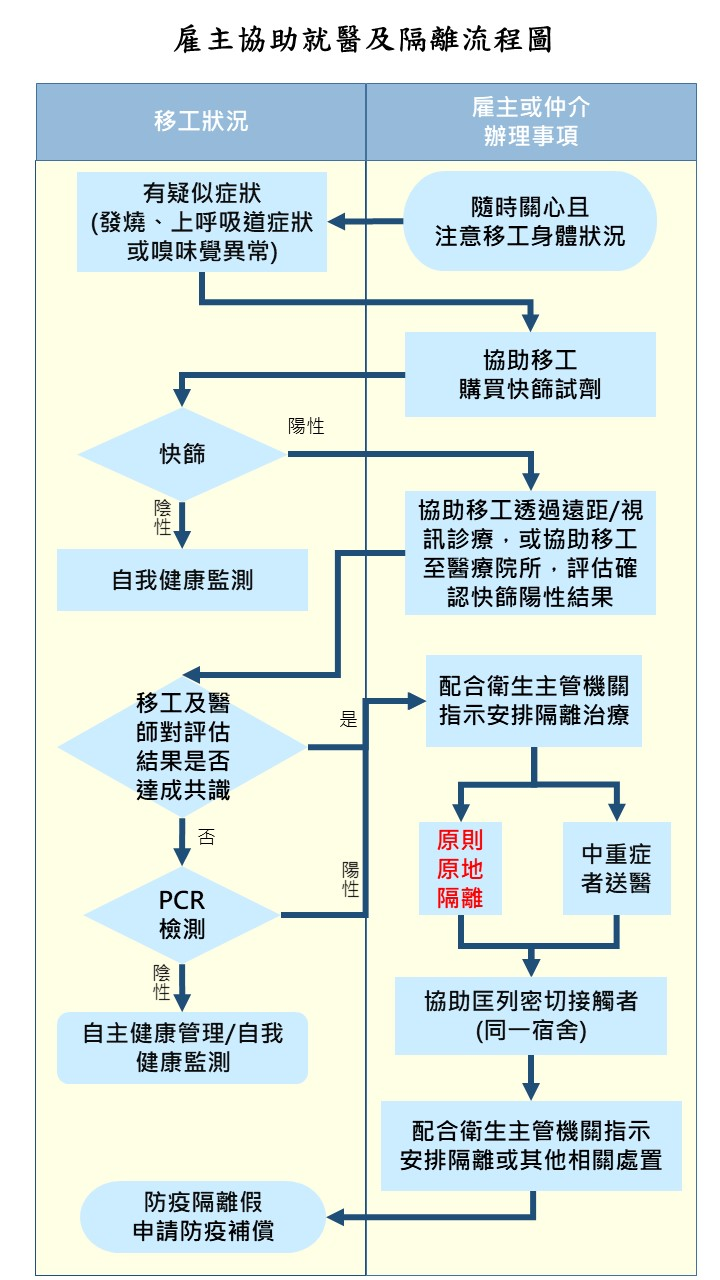 雇主協助就醫及隔離流程圖
移工狀況
雇主或仲介
辦理事項
隨時關心且
注意移工身體狀況
有疑似症狀
(發燒、上呼吸道症狀
或嗅味覺異常)
協助移工
購買快篩試劑
快篩
陽性
陰性
自我健康監測
協助移工透過遠距/視
訊診療，或協助移工
至醫療院所，評估確
認快篩陽性結果
移工及醫
師對評估
結果是否
達成共識
是
否
PCR
檢測
陽性
陰性
自主健康管理/自我
健康監測
配合衛生主管機關
指示安排隔離治療
原則
原地
隔離
中重症
者送醫
協助匡列密切接觸者
(同一宿舍)
配合衛生主管機關指示
安排隔離或其他相關處置
防疫隔離假
申請防疫補償